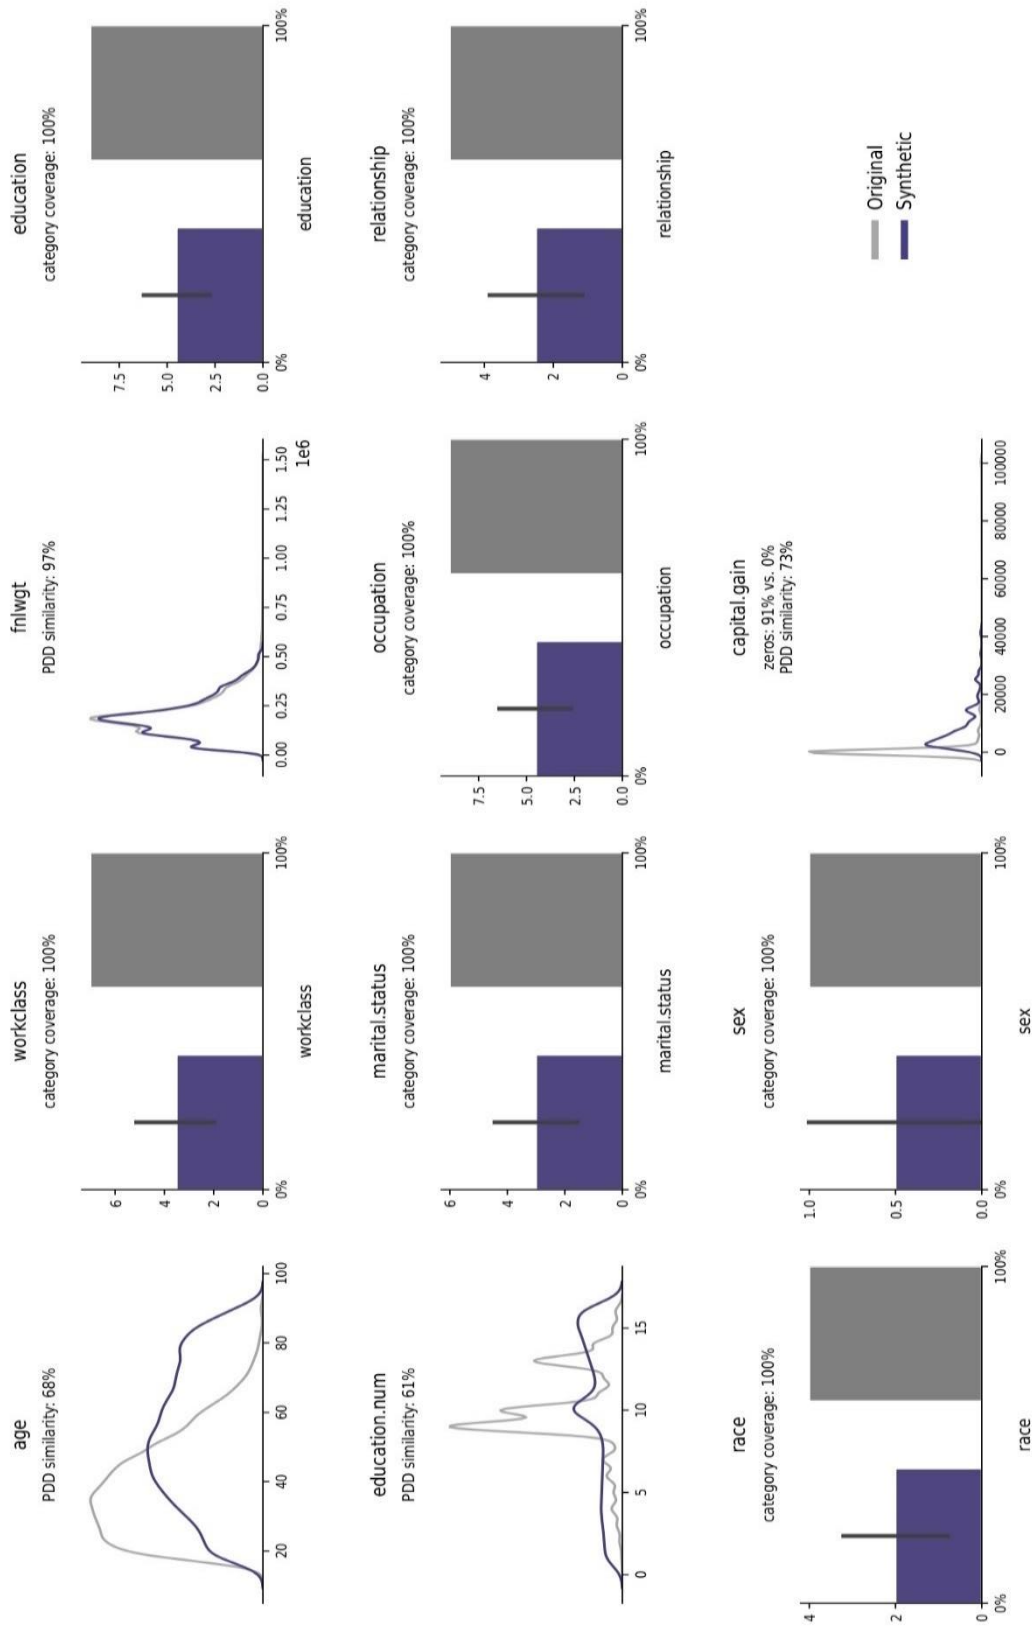 age
PDD similarity: 68%
20
40
60
80
100
workclass
category coverage: 100%
6
4
2
0
0%
100%
workclass
fnlwgt
PDD similarity: 97%
0.00
0.25
0.50
0.75
1.00
1.25
1.50
1e6
education
category coverage: 100%
7.5
5.0
2.5
0.0
0%
100%
education
education.num
PDD similarity: 61%
0
5
10
15
marital.status
category coverage: 100%
6
4
2
0
0%
100%
marital.status
occupation
category coverage: 100%
7.5
5.0
2.5
0.0
0%
100%
occupation
relationship
category coverage: 100%
4
2
0
0%
100%
relationship
race
category coverage: 100%
4
2
0
0%
100%
race
sex
category coverage: 100%
1.0
0.5
0.0
0%
100%
sex
capital.gain
zeros: 91% vs. 0%
PDD similarity: 73%
0
20000
40000
60000
80000
100000
Original
Synthetic